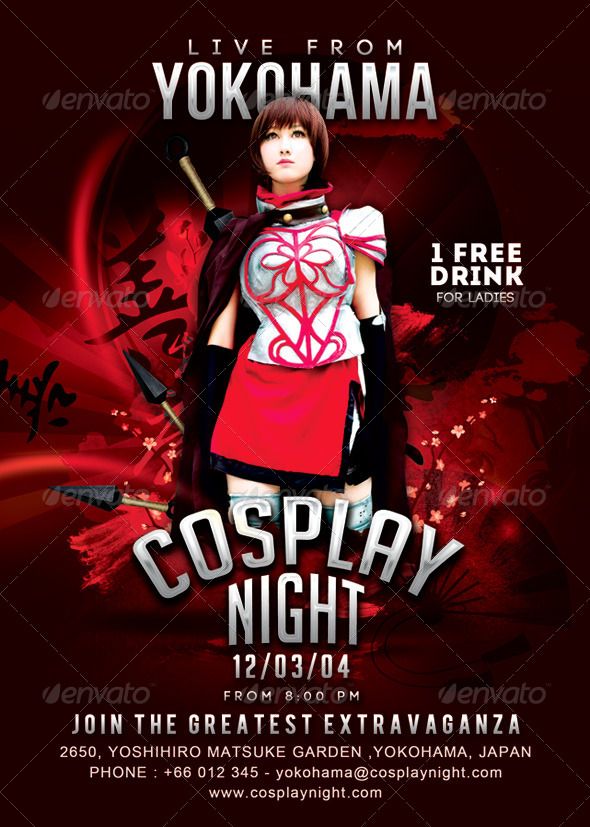 LIVE FROM
YOKOHAMA
1 FREE
DRINK
FOR LADIES
COSPLAY
NIGHT
12/03/04
FROM 8:00 PM
JOIN THE GREATEST EXTRAVAGANZA
2650, YOSHIHIRO MATSUKE GARDEN ,YOKOHAMA, JAPAN
PHONE : +66 012 345 - yokohama@cosplaynight.com
www.cosplaynight.com
envato